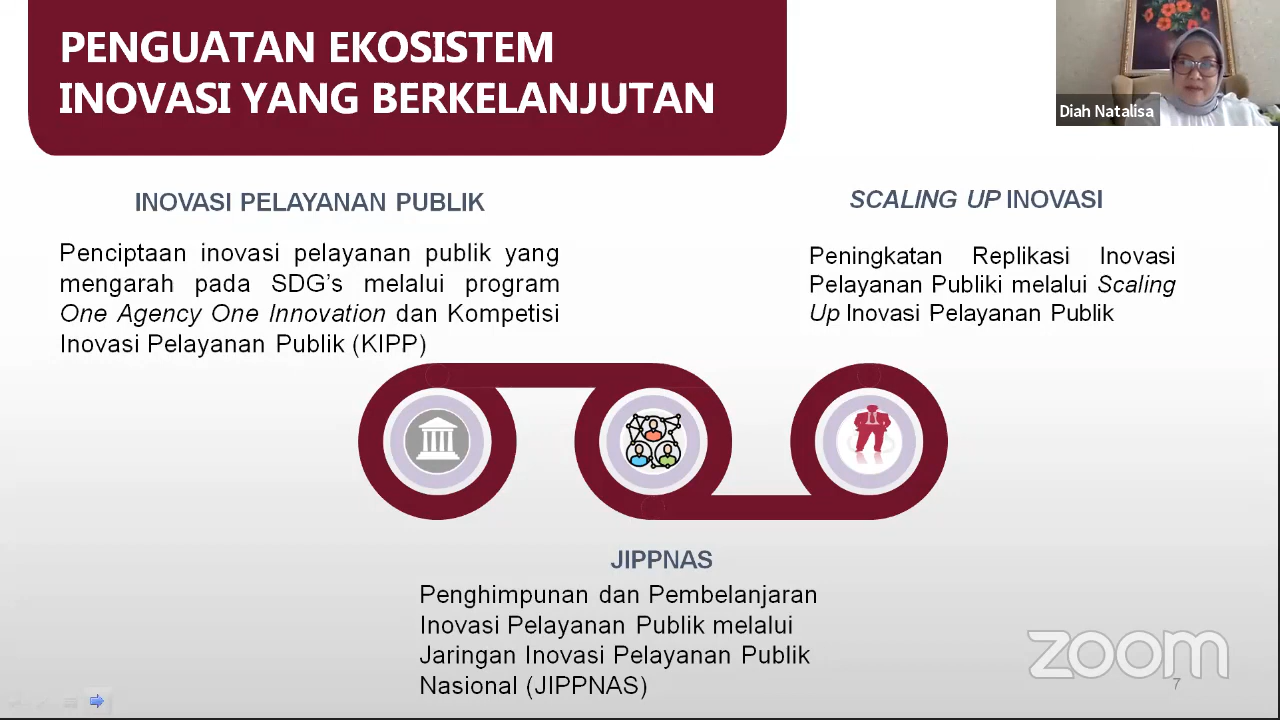 PENGUATAN EKOSISTEM
INOVASI YANG BERKELANJUTAN
Diah Natalisa
INOVASI PELAYANAN PUBLIK
Penciptaan inovasi pelayanan publik yang
mengarah pada SDG's melalui program
One Agency One Innovation dan Kompetisi
Inovasi Pelayanan Publik (KIPP)
SCALING UP INOVASI
Peningkatan Replikasi Inovasi
Pelayanan Publiki melalui Scaling
Up Inovasi Pelayanan Publik
JIPPNAS
Penghimpunan dan Pembelanjaran
Inovasi Pelayanan Publik melalui
Jaringan Inovasi Pelayanan Publik
Nasional (JIPPNAS)
zoom
7